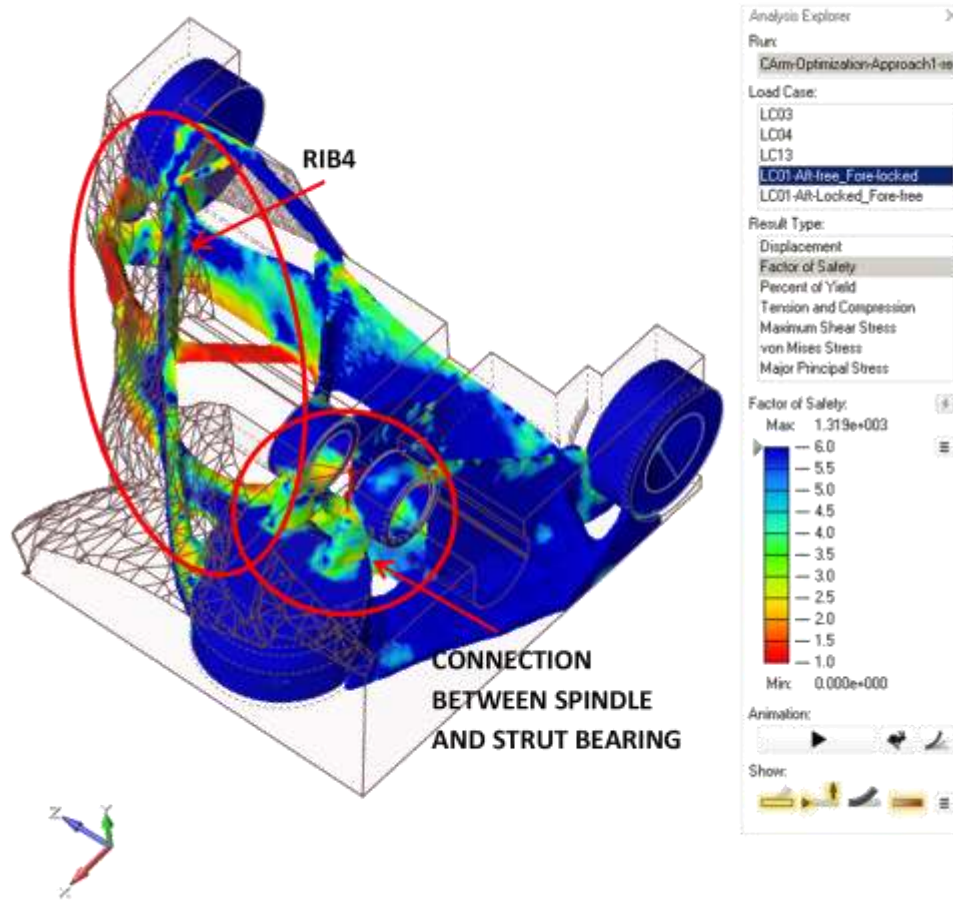 Analysis Explorer
Run:
CArm-Optimization-Approach1-re
Load Case:
LC03
LC04
LC13
LC01-Aft-free_Fore-locked
LC01-Aft-Locked_Fore-free
Result Type:
Displacement
Factor of Safety
Percent of Yield
Tension and Compression
Maximum Shear Stress
von Mises Stress
Major Principal Stress
Factor of Safety:
Max: 1.319e+003
6.0
5.5
5.0
4.5
4.0
3.5
3.0
2.5
2.0
1.5
1.0
Min: 0.000e+000
Animation:
Show:
RIB4
CONNECTION
BETWEEN SPINDLE
AND STRUT BEARING
Z
Y
X